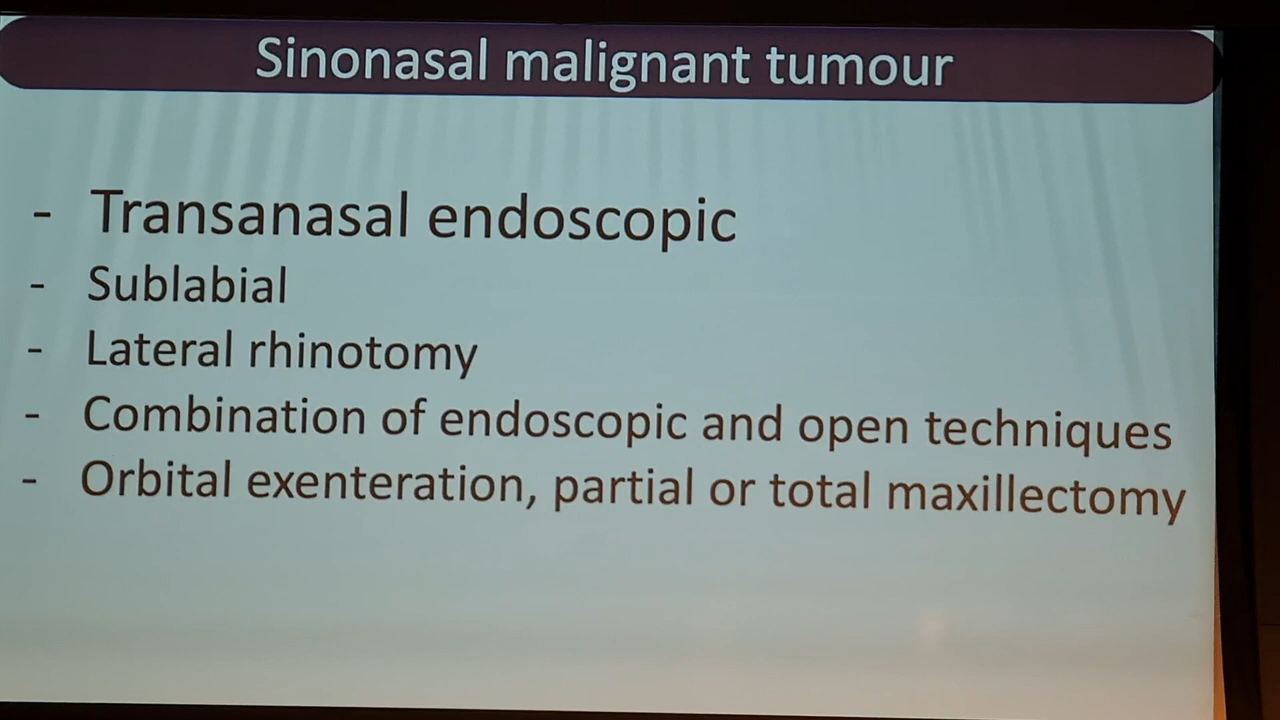 Sinonasal malignant tumour
- Transanasal endoscopic
- Sublabial
- Lateral rhinotomy
- Combination of endoscopic and open techniques
- Orbital exenteration, partial or total maxillectomy